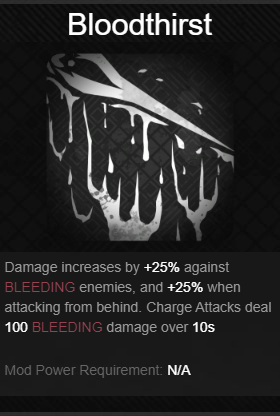 Bloodthirst
Damage increases by +25% against
BLEEDING enemies, and +25% when
attacking from behind. Charge Attacks deal
100 BLEEDING damage over 10s
Mod Power Requirement: N/A